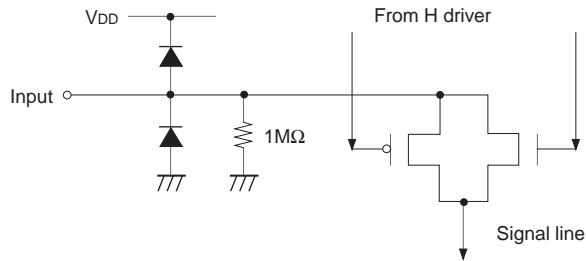 VDD
From H driver
Input
1MΩ
Signal line